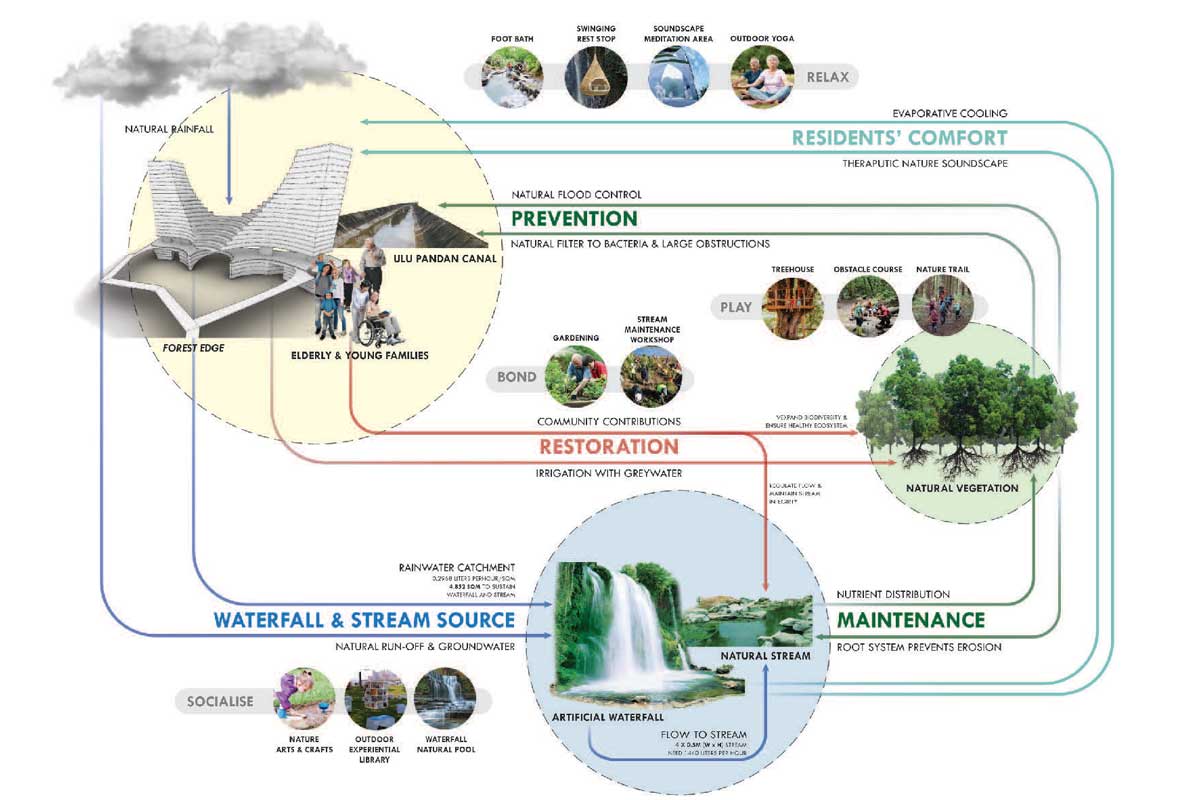 FOOT BATH
SWINGING
REST STOP
SOUNDSCAPE
MEDITATION AREA
OUTDOOR YOGA
RELAX
NATURAL RAINFALL
EVAPORATIVE COOLING
RESIDENTS' COMFORT
THERAPUTIC NATURE SOUNDSCAPE
NATURAL FLOOD CONTROL
PREVENTION
NATURAL FILTER TO BACTERIA & LARGE OBSTRUCTIONS
ULU PANDAN CANAL
FOREST EDGE
ELDERLY & YOUNG FAMILIES
PLAY
TREEHOUSE
OBSTACLE COURSE
NATURE TRAIL
BOND
GARDENING
STREAM
MAINTENANCE
WORKSHOP
COMMUNITY CONTRIBUTIONS
RESTORATION
IRRIGATION WITH GREYWATER
EXPAND BIODIVERSITY &
ENSURE HEALTHY ECOSYSTEM
NATURAL VEGETATION
REGULATE FLOW &
MAINTAIN STREAM
INTEGRITY
RAINWATER CATCHMENT
0.2968 LITERS PERHOUR/SQM
4,852 SQM TO SUSTAIN
WATERFALL AND STREAM
WATERFALL & STREAM SOURCE
NATURAL RUN-OFF & GROUNDWATER
NUTRIENT DISTRIBUTION
MAINTENANCE
ROOT SYSTEM PREVENTS EROSION
NATURAL STREAM
ARTIFICIAL WATERFALL
FLOW TO STREAM
4 X 0.5M (W x H) STREAM
NEED 1440 LITERS PER HOUR
SOCIALISE
NATURE
ARTS & CRAFTS
OUTDOOR
EXPERIENTIAL
LIBRARY
WATERFALL
NATURAL POOL